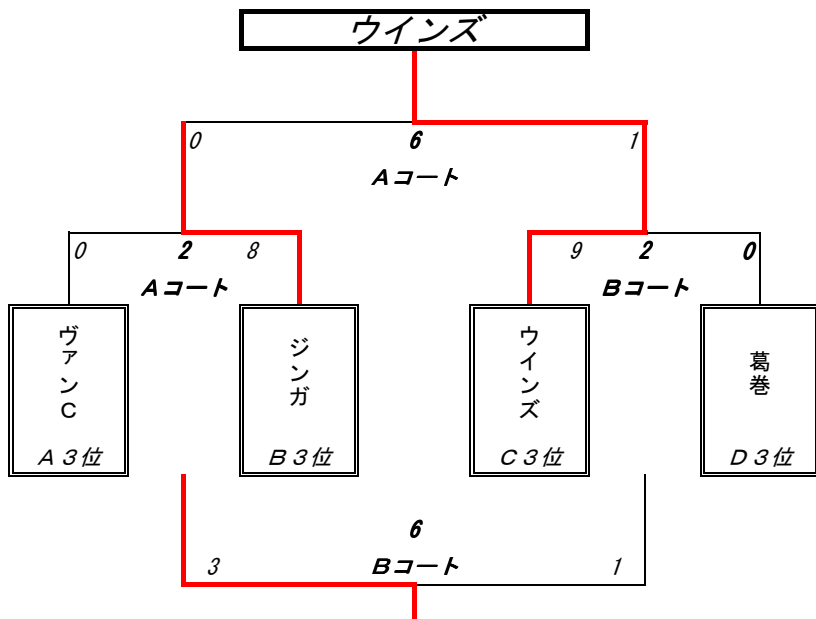 ウインズ
0 6 1
Aコート
0 2 8 9 2 0
Aコート Bコート
ヴァンC ジンガ ウインズ 葛巻
A3位 B3位 C3位 D3位
6
3 Bコート 1